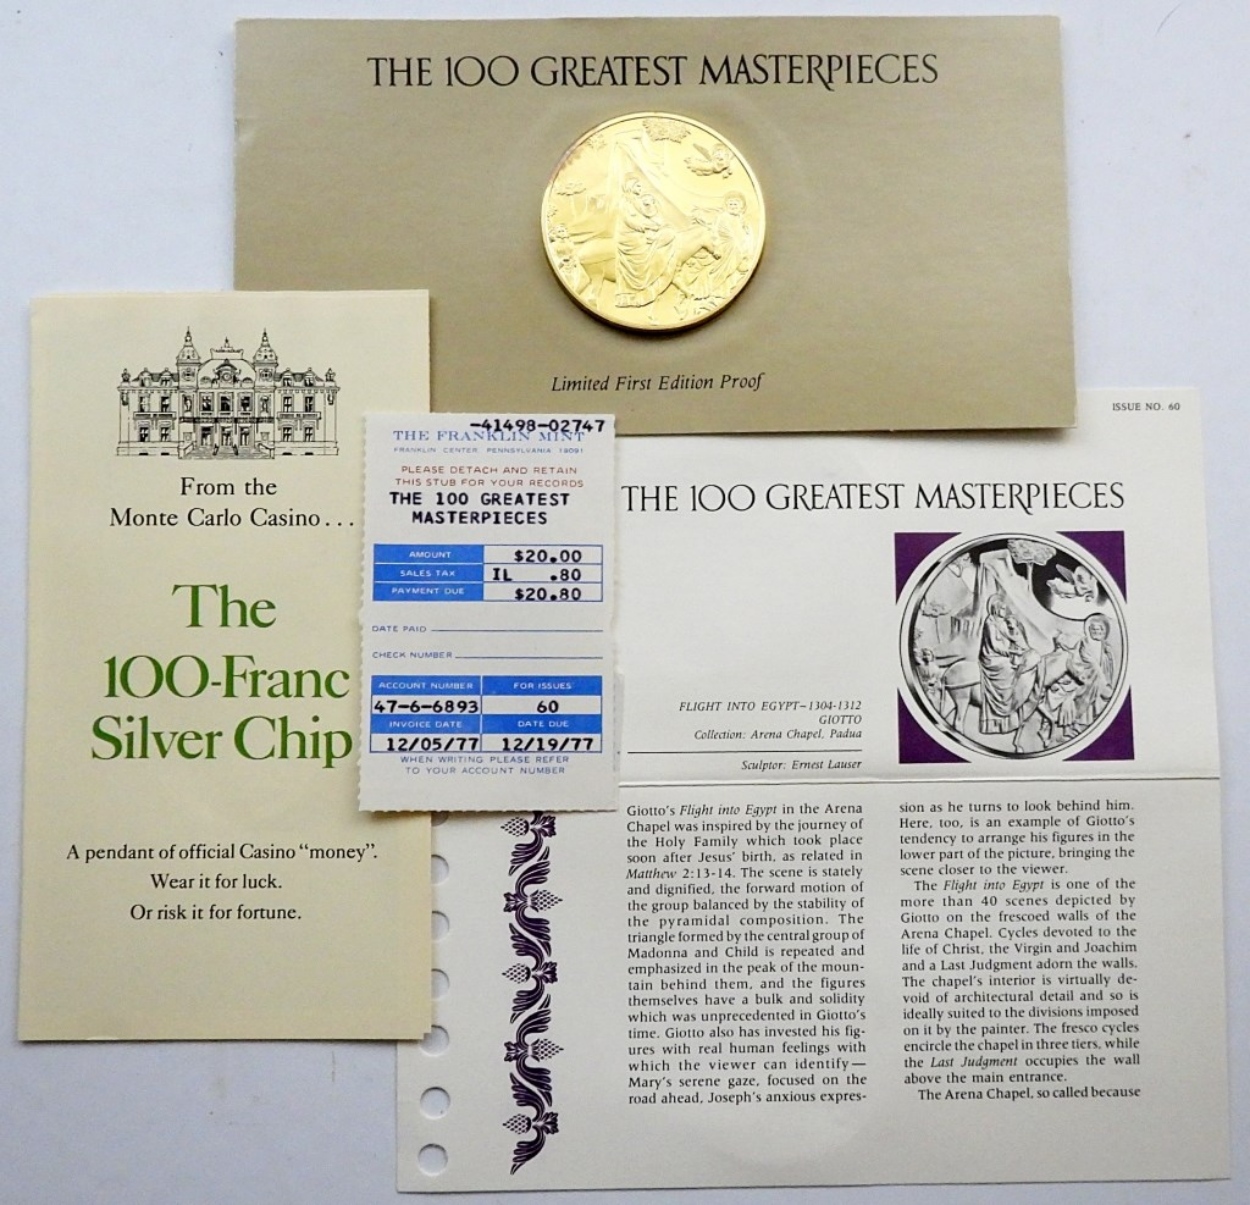 THE 100 GREATEST MASTERPIECES
Limited First Edition Proof
From the
Monte Carlo Casino...
The
100-Franc
Silver Chip
A pendant of official Casino “money”.
Wear it for luck.
Or risk it for fortune.
-41498-02747
THE FRANKLIN MINT
FRANKLIN CENTER, PENNSYLVANIA 19091
PLEASE DETACH AND RETAIN
THIS STUB FOR YOUR RECORDS
THE 100 GREATEST
MASTERPIECES
AMOUNT $20.00
SALES TAX IL .80
PAYMENT DUE $20.80
DATE PAID
CHECK NUMBER
ACCOUNT NUMBER FOR ISSUES
47-6-6893 60
INVOICE DATE DATE DUE
12/05/77 12/19/77
WHEN WRITING PLEASE REFER
TO YOUR ACCOUNT NUMBER
ISSUE NO. 60
THE 100 GREATEST MASTERPIECES
FLIGHT INTO EGYPT—1304-1312
GIOTTO
Collection: Arena Chapel, Padua
Sculptor: Ernest Lauser
Giotto's Flight into Egypt in the Arena
Chapel was inspired by the journey of
the Holy Family which took place
soon after Jesus' birth, as related in
Matthew 2:13-14. The scene is stately
and dignified, the forward motion of
the group balanced by the stability of
the pyramidal composition. The
triangle formed by the central group of
Madonna and Child is repeated and
emphasized in the peak of the moun-
tain behind them, and the figures
themselves have a bulk and solidity
which was unprecedented in Giotto's
time. Giotto also has invested his fig-
ures with real human feelings with
which the viewer can identify—
Mary's serene gaze, focused on the
road ahead, Joseph's anxious expres-
sion as he turns to look behind him.
Here, too, is an example of Giotto's
tendency to arrange his figures in the
lower part of the picture, bringing the
scene closer to the viewer.
The Flight into Egypt is one of the
more than 40 scenes depicted by
Giotto on the frescoed walls of the
Arena Chapel. Cycles devoted to the
life of Christ, the Virgin and Joachim
and a Last Judgment adorn the walls.
The chapel's interior is virtually de-
void of architectural detail and so is
ideally suited to the divisions imposed
on it by the painter. The fresco cycles
encircle the chapel in three tiers, while
the Last Judgment occupies the wall
above the main entrance.
The Arena Chapel, so called because